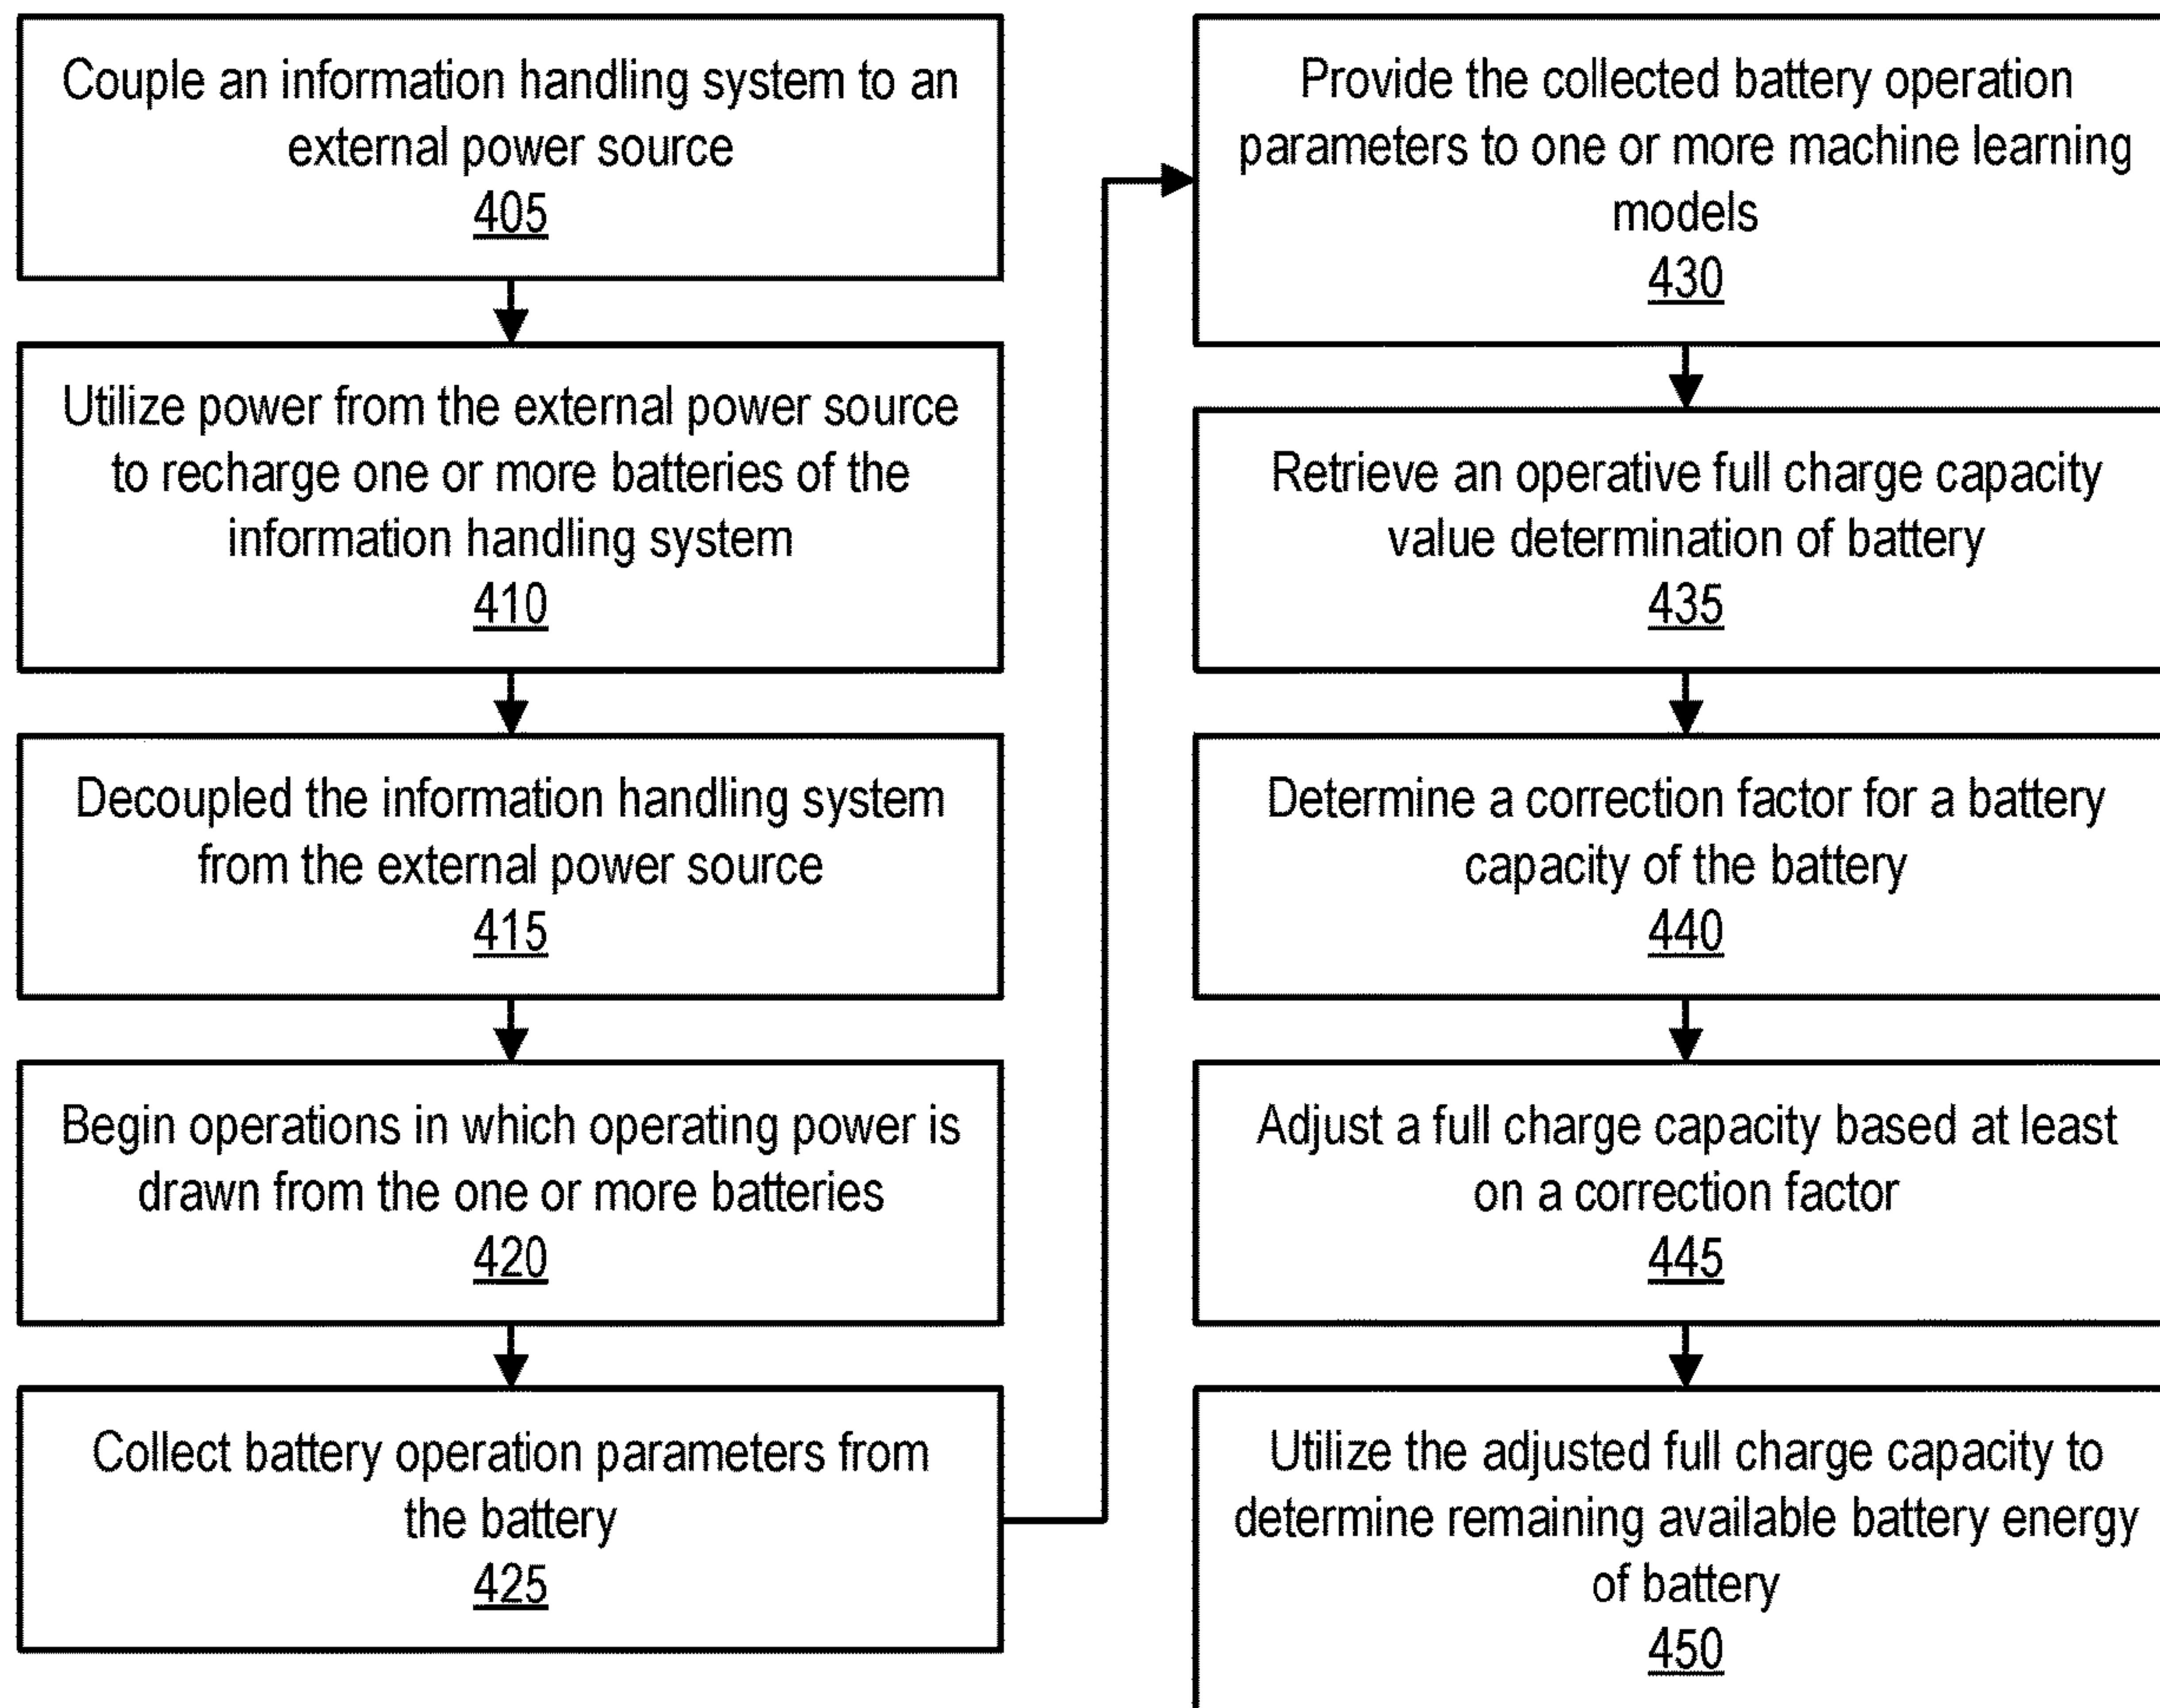 Couple an information handling system to an
external power source
405
Utilize power from the external power source
to recharge one or more batteries of the
information handling system
410
Decoupled the information handling system
from the external power source
415
Begin operations in which operating power is
drawn from the one or more batteries
420
Collect battery operation parameters from
the battery
425
Provide the collected battery operation
parameters to one or more machine learning
models
430
Retrieve an operative full charge capacity
value determination of battery
435
Determine a correction factor for a battery
capacity of the battery
440
Adjust a full charge capacity based at least
on a correction factor
445
Utilize the adjusted full charge capacity to
determine remaining available battery energy
of battery
450